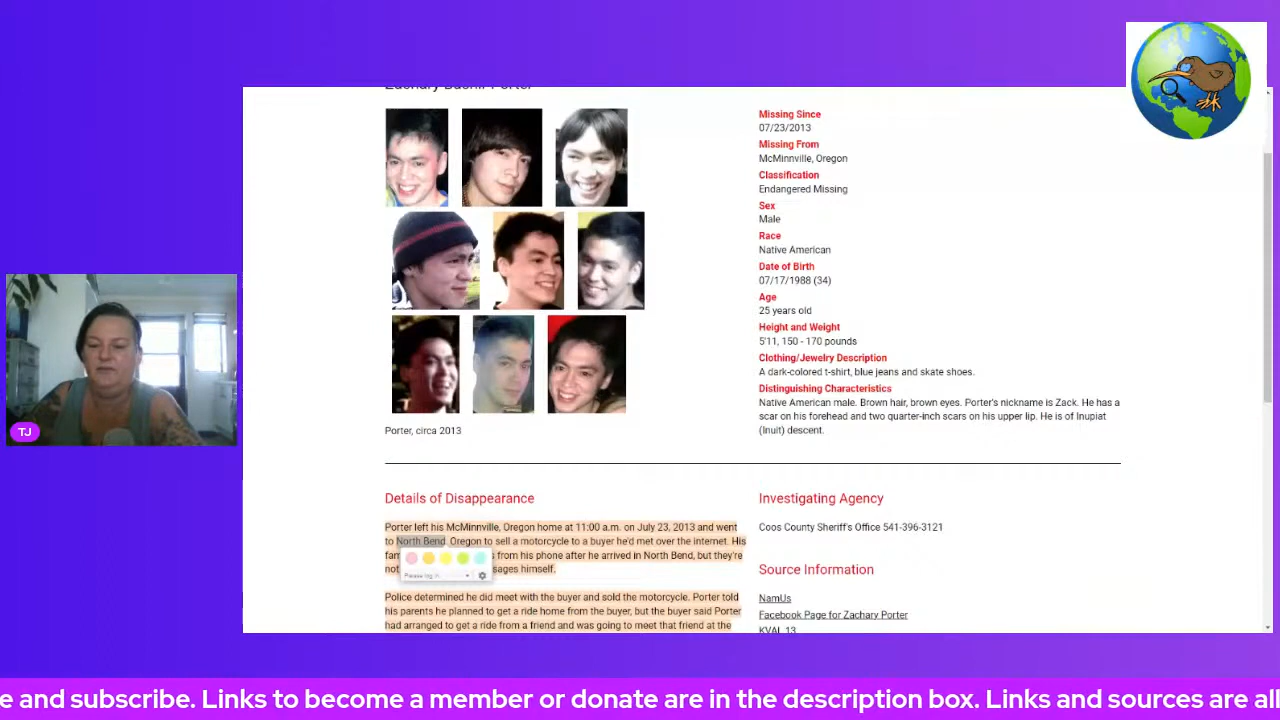 Missing Since
07/23/2013
Missing From
McMinnville, Oregon
Classification
Endangered Missing
Sex
Male
Race
Native American
Date of Birth
07/17/1988 (34)
Age
25 years old
Height and Weight
5'11, 150 - 170 pounds
Clothing/Jewelry Description
A dark-colored t-shirt, blue jeans and skate shoes.
Distinguishing Characteristics
Native American male. Brown hair, brown eyes. Porter's nickname is Zack. He has a
scar on his forehead and two quarter-inch scars on his upper lip. He is of Inupiat
(Inuit) descent.
Porter, circa 2013
TJ
Details of Disappearance
Porter left his McMinnville, Oregon home at 11:00 a.m. on July 23, 2013 and went
to North Bend, Oregon to sell a motorcycle to a buyer he'd met over the internet. His
from his phone after he arrived in North Bend, but they're
not himself.
Please log in
Police determined he did meet with the buyer and sold the motorcycle. Porter told
his parents he planned to get a ride home from the buyer, but the buyer said Porter
had arranged to get a ride from a friend and was going to meet that friend at the
Investigating Agency
Coos County Sheriff's Office 541-396-3121
Source Information
NamUs
Facebook Page for Zachary Porter
KVAL 13
e and subscribe. Links to become a member or donate are in the description box. Links and sources are all